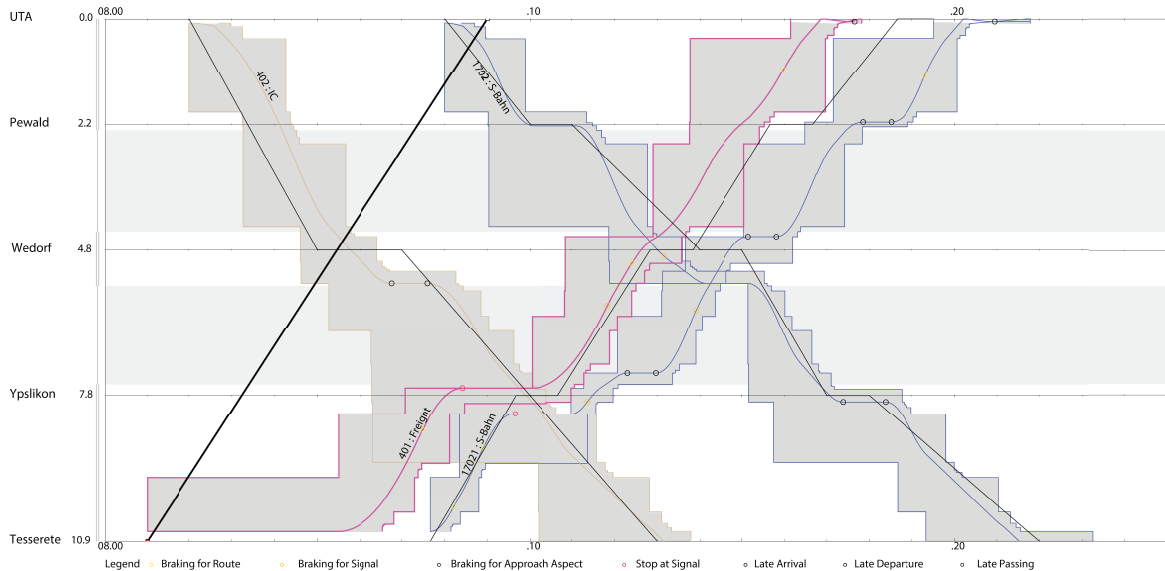 UTA 0.0 08.00 .10 .20
402 : IC
1702 : S-Bahn
Pewald 2.2
Wedorf 4.8
Ypslikon 7.8
401 : Freight
17021 : S-Bahn
Tesserete 10.9 08.00 .10 .20
Legend Braking for Route Braking for Signal Braking for Approach Aspect Stop at Signal Late Arrival Late Departure Late Passing